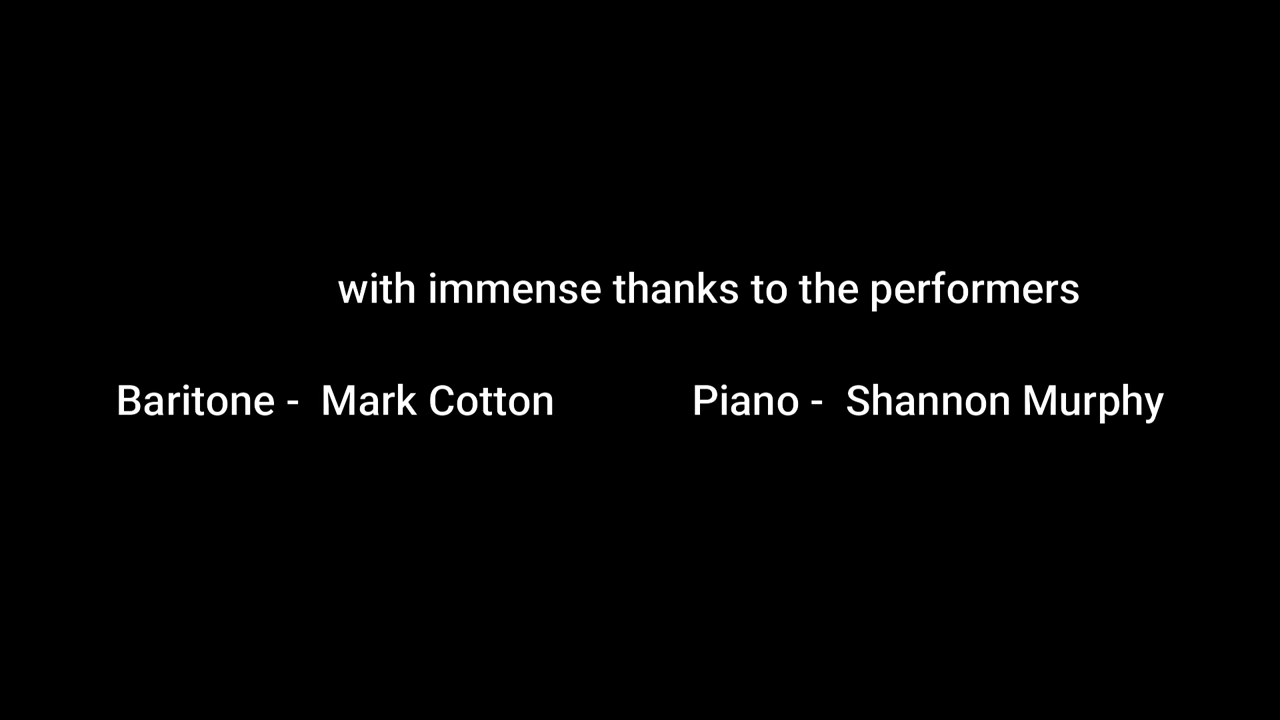 with immense thanks to the performers
Baritone -  Mark Cotton            Piano -  Shannon Murphy